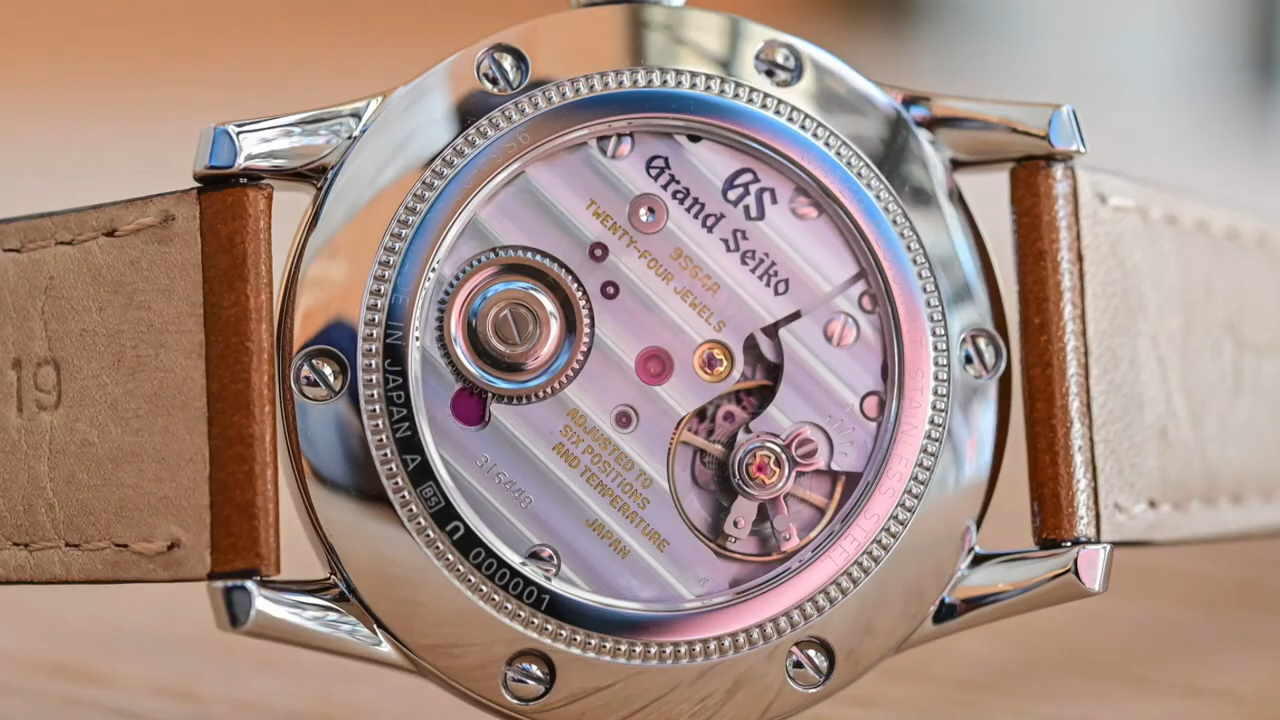 GS
Grand Seiko
9S64A
TWENTY-FOUR JEWELS
ADJUSTED TO
SIX POSITIONS
AND TEMPERATURE
JAPAN
316448
IN JAPAN A B5
000001
STAINLESS STEEL
19